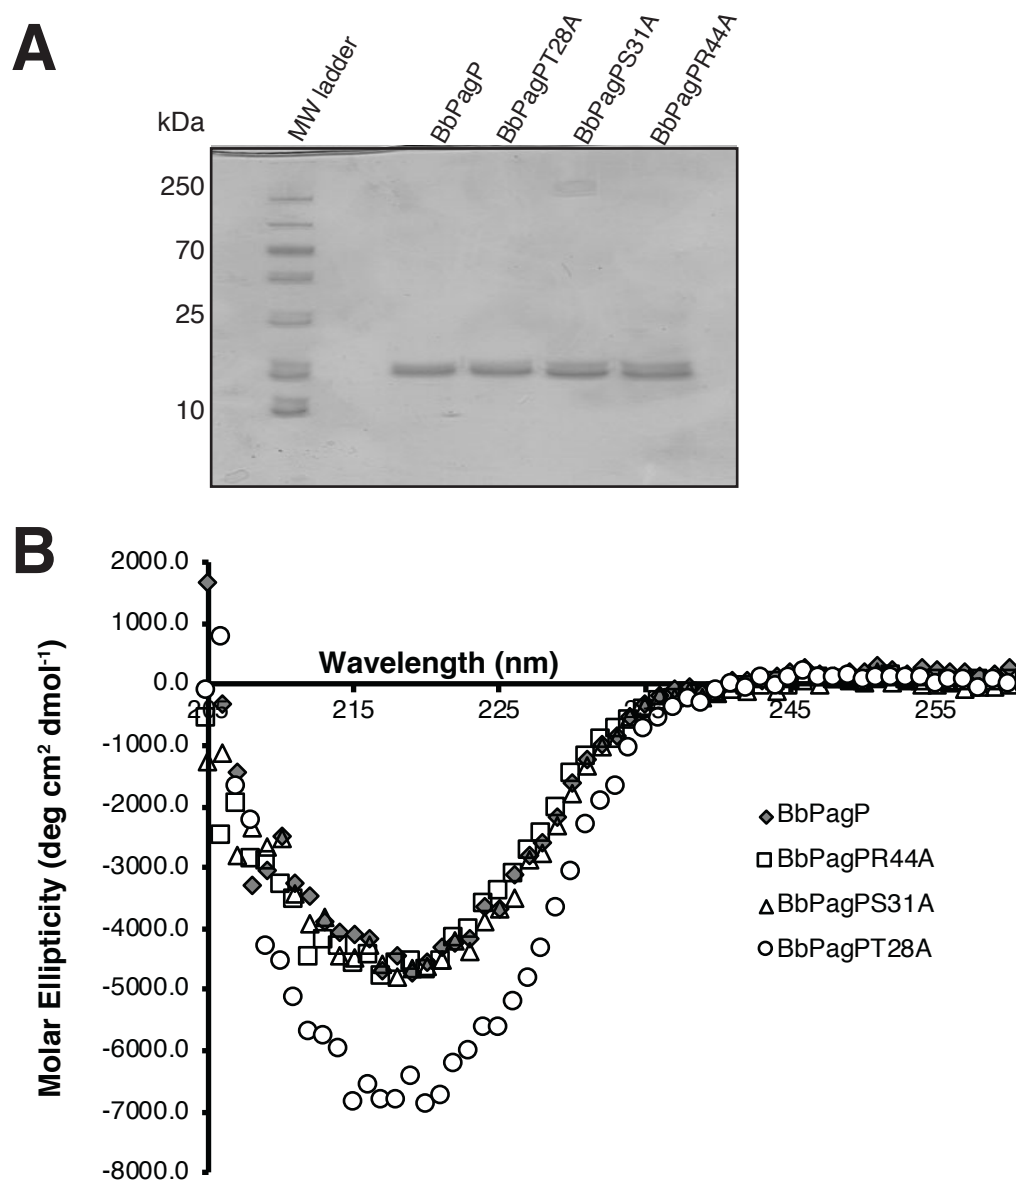 A
MW ladder
BbPagP
BbPagPT28A
BbPagPS31A
BbPagPR44A
kDa
250
70
25
10
B
2000.0
1000.0
0.0
-1000.0
-2000.0
-3000.0
-4000.0
-5000.0
-6000.0
-7000.0
-8000.0
Molar Ellipticity (deg cm² dmol⁻¹)
Wavelength (nm)
215
225
245
255
BbPagP
BbPagPR44A
BbPagPS31A
BbPagPT28A